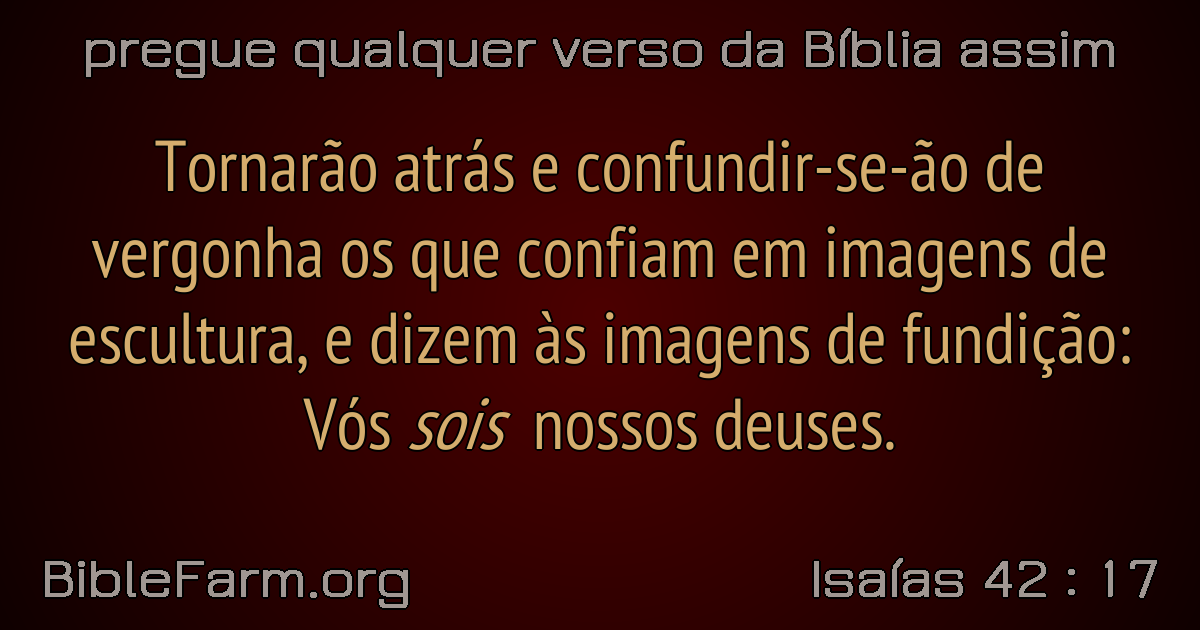 pregue qualquer verso da Bíblia assim
Tornarão atrás e confundir-se-ão de
vergonha os que confiam em imagens de
escultura, e dizem às imagens de fundição:
Vós sois nossos deuses.
BibleFarm.org
Isaías 42 : 17